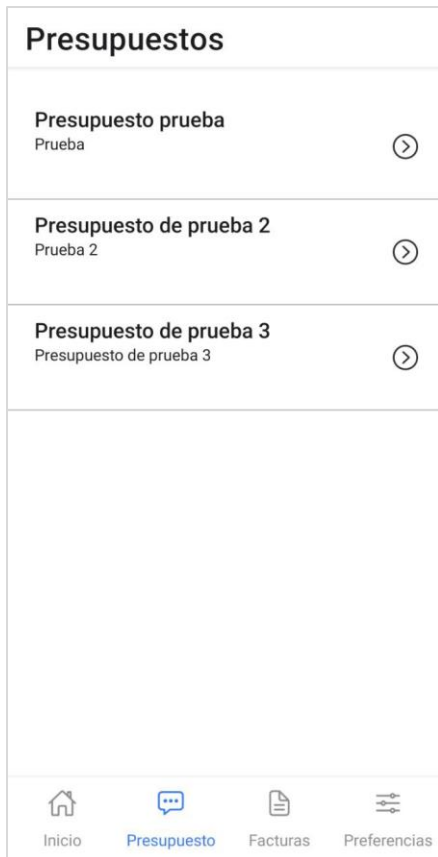 Presupuestos
Presupuesto prueba
Prueba
Presupuesto de prueba 2
Prueba 2
Presupuesto de prueba 3
Presupuesto de prueba 3
Inicio Presupuesto Facturas Preferencias